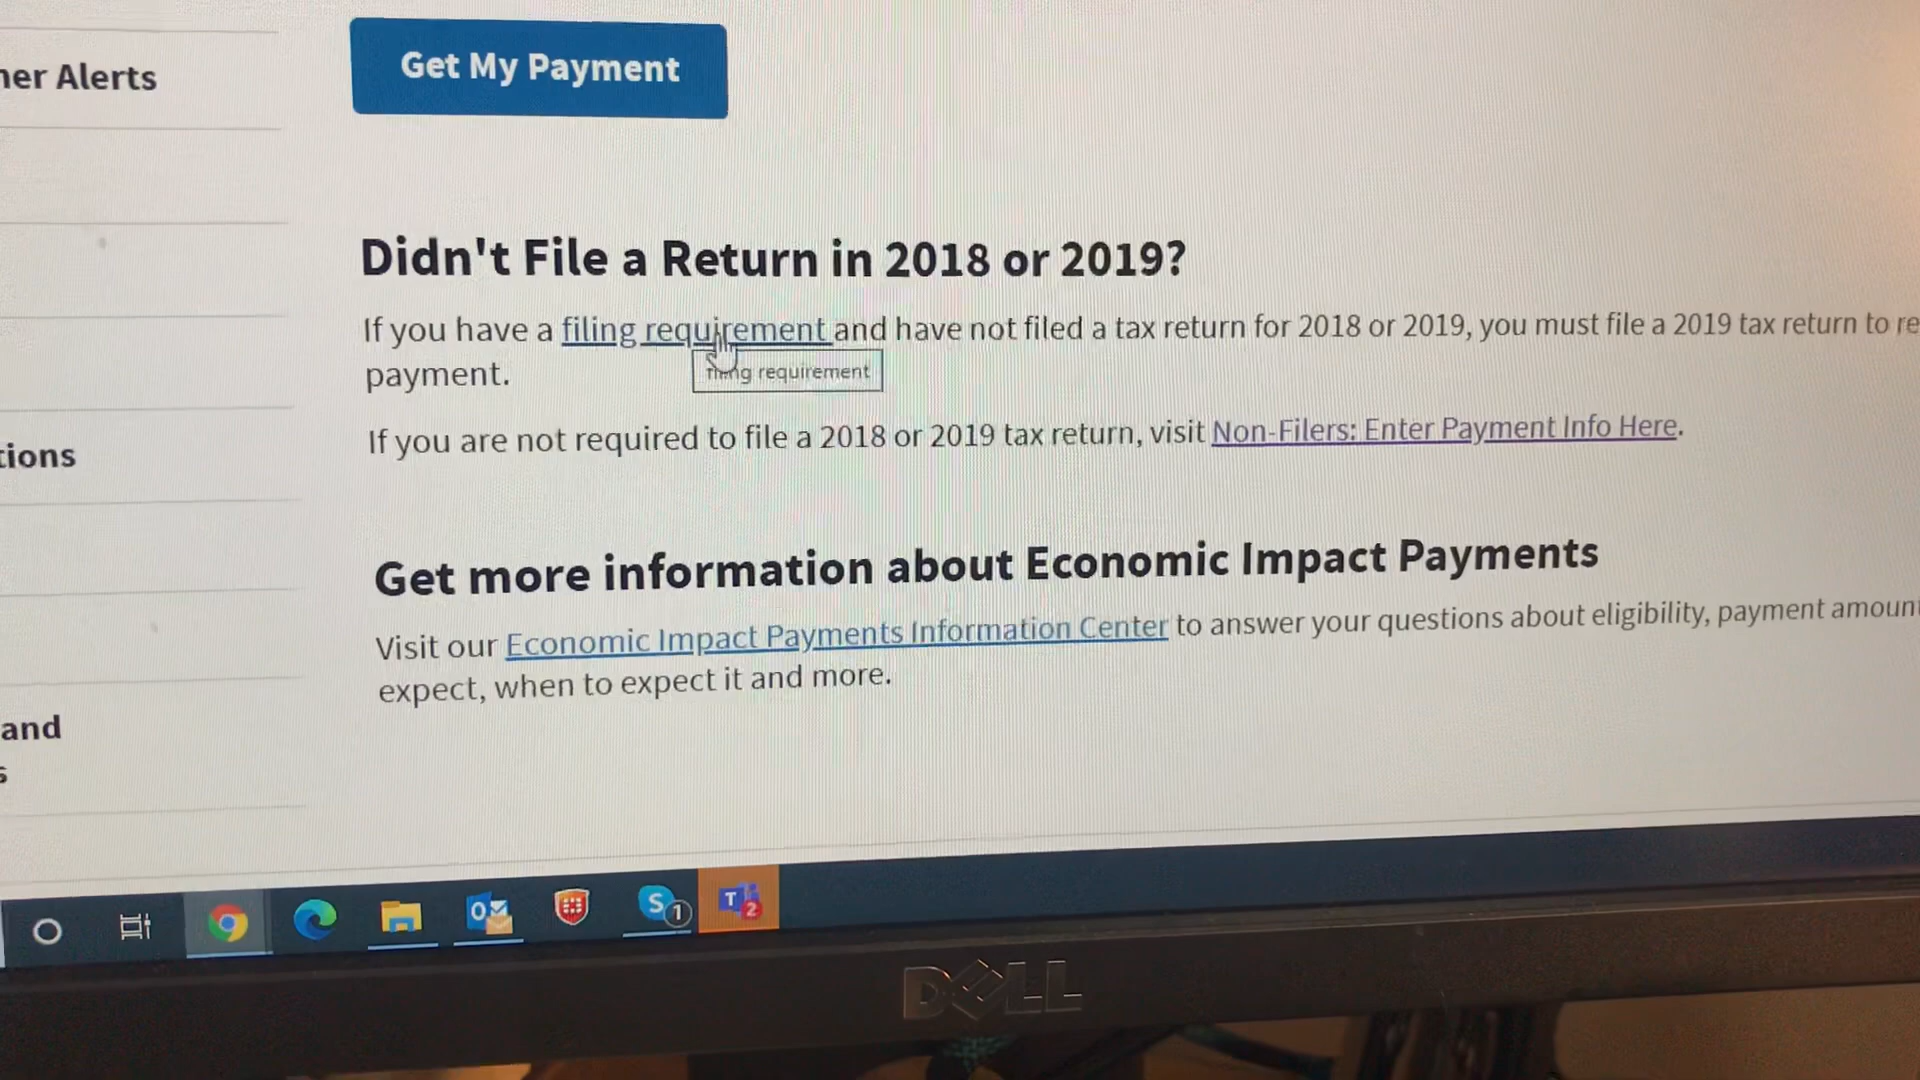 Get My Payment
Alerts
Didn't File a Return in 2018 or 2019?
If you have a filing requirement and have not filed a tax return for 2018 or 2019, you must file a 2019 tax return to
filing requirement
payment.
If you are not required to file a 2018 or 2019 tax return, visit Non-Filers: Enter Payment Info Here.
Get more information about Economic Impact Payments
Visit our Economic Impact Payments Information Center to answer your questions about eligibility, payment
expect, when to expect it and more.
and
S 1
T 2
DELL